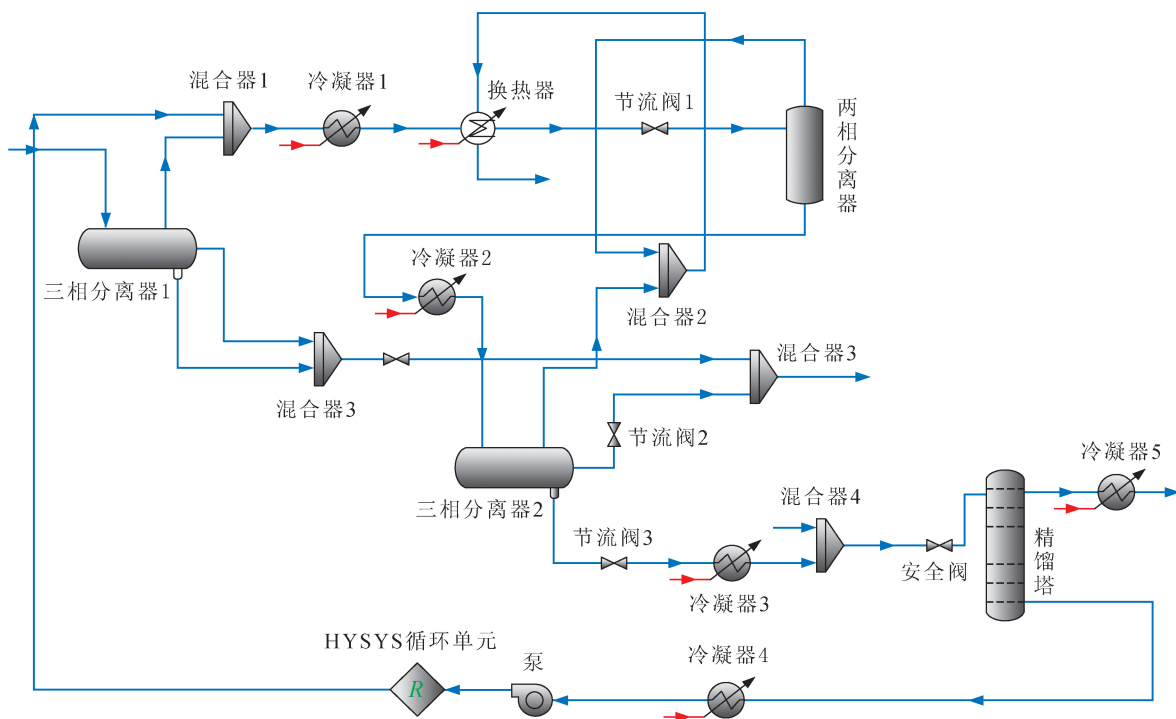 混合器1
冷凝器1
换热器
节流阀1
两相分离器
三相分离器1
冷凝器2
混合器2
混合器3
混合器3
节流阀2
三相分离器2
节流阀3
冷凝器3
混合器4
安全阀
精馏塔
冷凝器5
HYSYS循环单元
R
泵
冷凝器4